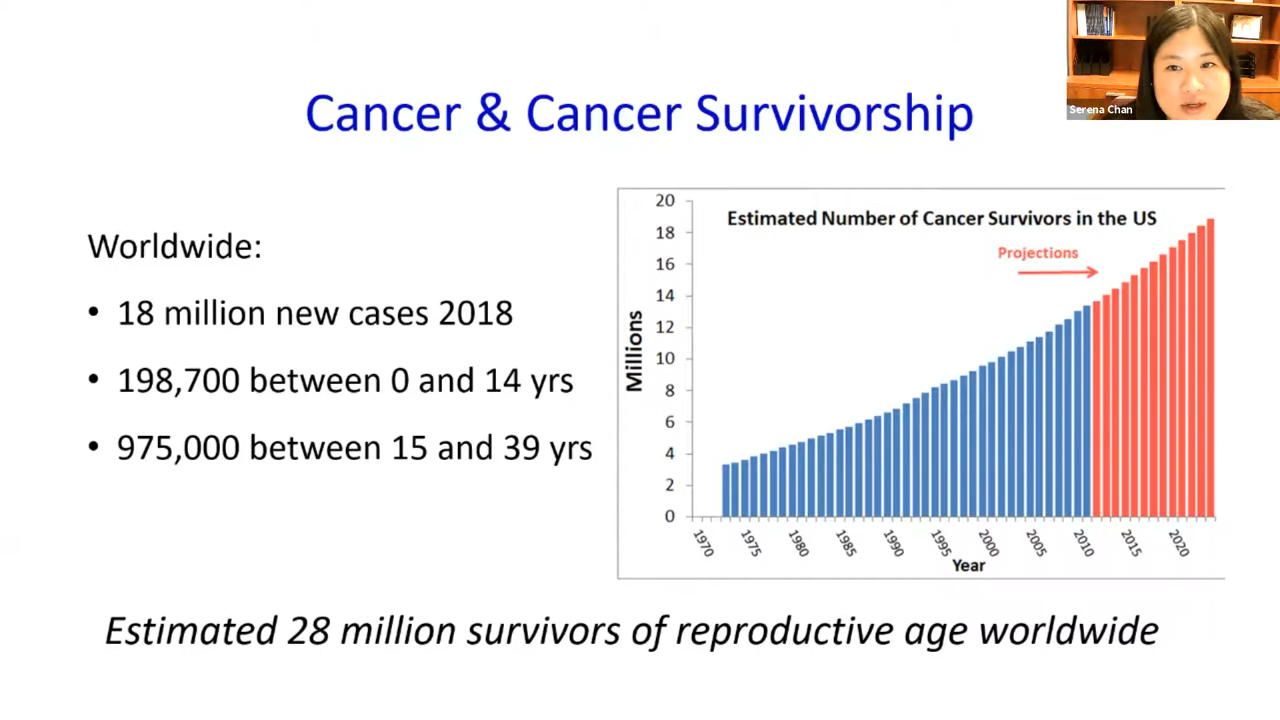 Serena Chan
Cancer & Cancer Survivorship
Worldwide:
• 18 million new cases 2018
• 198,700 between 0 and 14 yrs
• 975,000 between 15 and 39 yrs
Estimated Number of Cancer Survivors in the US
Projections
Millions
20
18
16
14
12
10
8
6
4
2
0
1970
1975
1980
1985
1990
1995
2000
2005
2010
2015
2020
Year
Estimated 28 million survivors of reproductive age worldwide